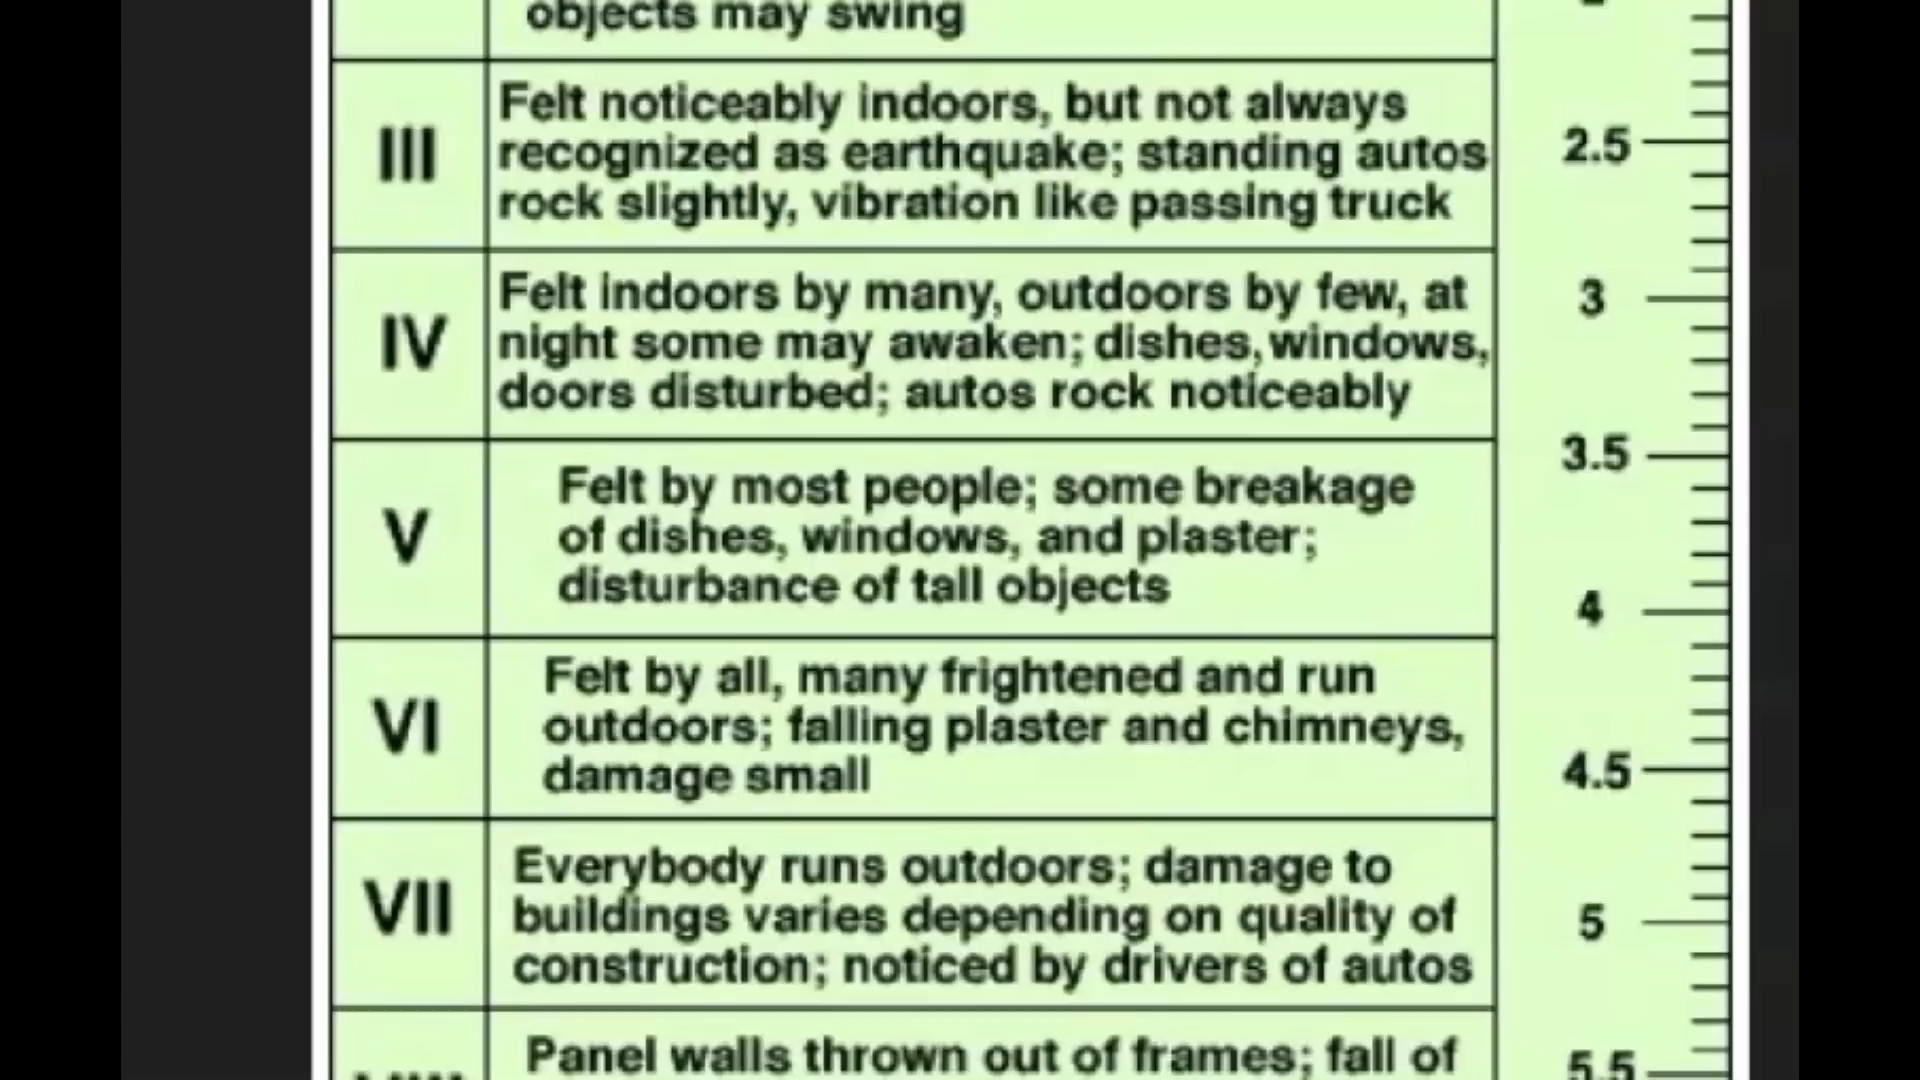 objects may swing
III
Felt noticeably indoors, but not always
recognized as earthquake; standing autos
rock slightly, vibration like passing truck
2.5
IV
Felt indoors by many, outdoors by few, at
night some may awaken; dishes, windows,
doors disturbed; autos rock noticeably
3
3.5
V
Felt by most people; some breakage
of dishes, windows, and plaster;
disturbance of tall objects
4
VI
Felt by all, many frightened and run
outdoors; falling plaster and chimneys,
damage small
4.5
VII
Everybody runs outdoors; damage to
buildings varies depending on quality of
construction; noticed by drivers of autos
5
Panel walls thrown out of frames; fall of
5.5